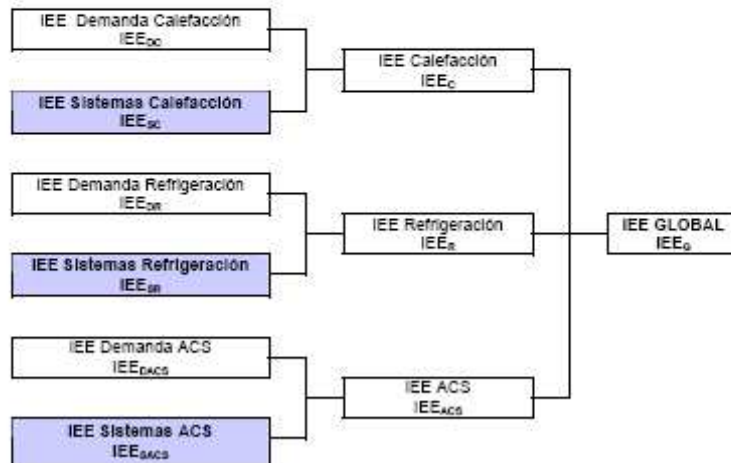 IEE Demanda Calefacción
IEE_DC
IEE Sistemas Calefacción
IEE_SC
IEE Calefacción
IEE_C
IEE Demanda Refrigeración
IEE_DR
IEE Sistemas Refrigeración
IEE_SR
IEE Refrigeración
IEE_R
IEE Demanda ACS
IEE_DACS
IEE Sistemas ACS
IEE_SACS
IEE ACS
IEE_ACS
IEE GLOBAL
IEE_G